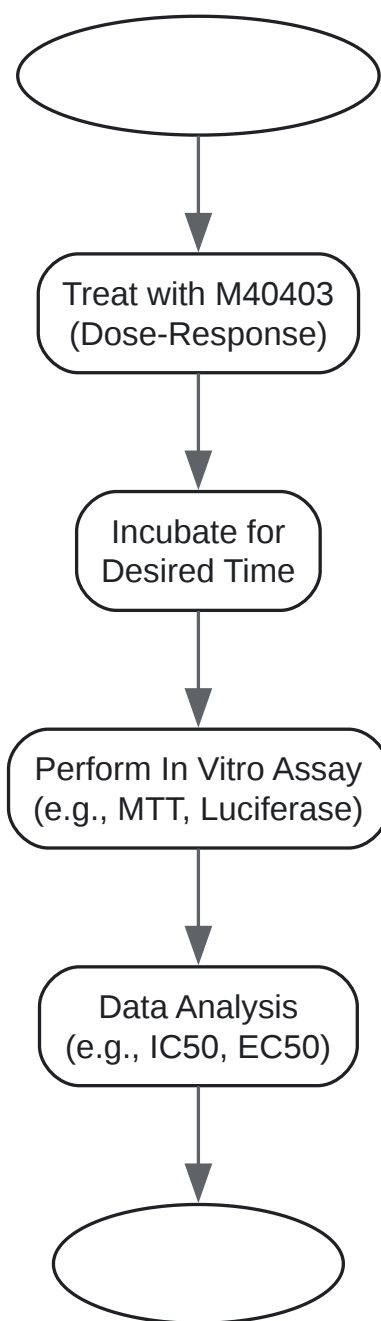 Treat with M40403
(Dose-Response)
Incubate for
Desired Time
Perform In Vitro Assay
(e.g., MTT, Luciferase)
Data Analysis
(e.g., IC50, EC50)